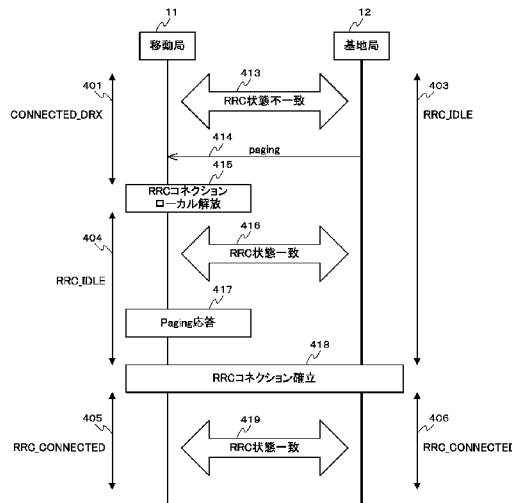 11
12
移動局
基地局
401
413
403
RRC状態不一致
CONNECTED_DRX
RRC_IDLE
414
paging
415
RRCコネクション
ローカル解放
404
416
RRC状態一致
RRC_IDLE
417
Paging応答
418
RRCコネクション確立
405
419
406
RRC_CONNECTED
RRC状態一致
RRC_CONNECTED